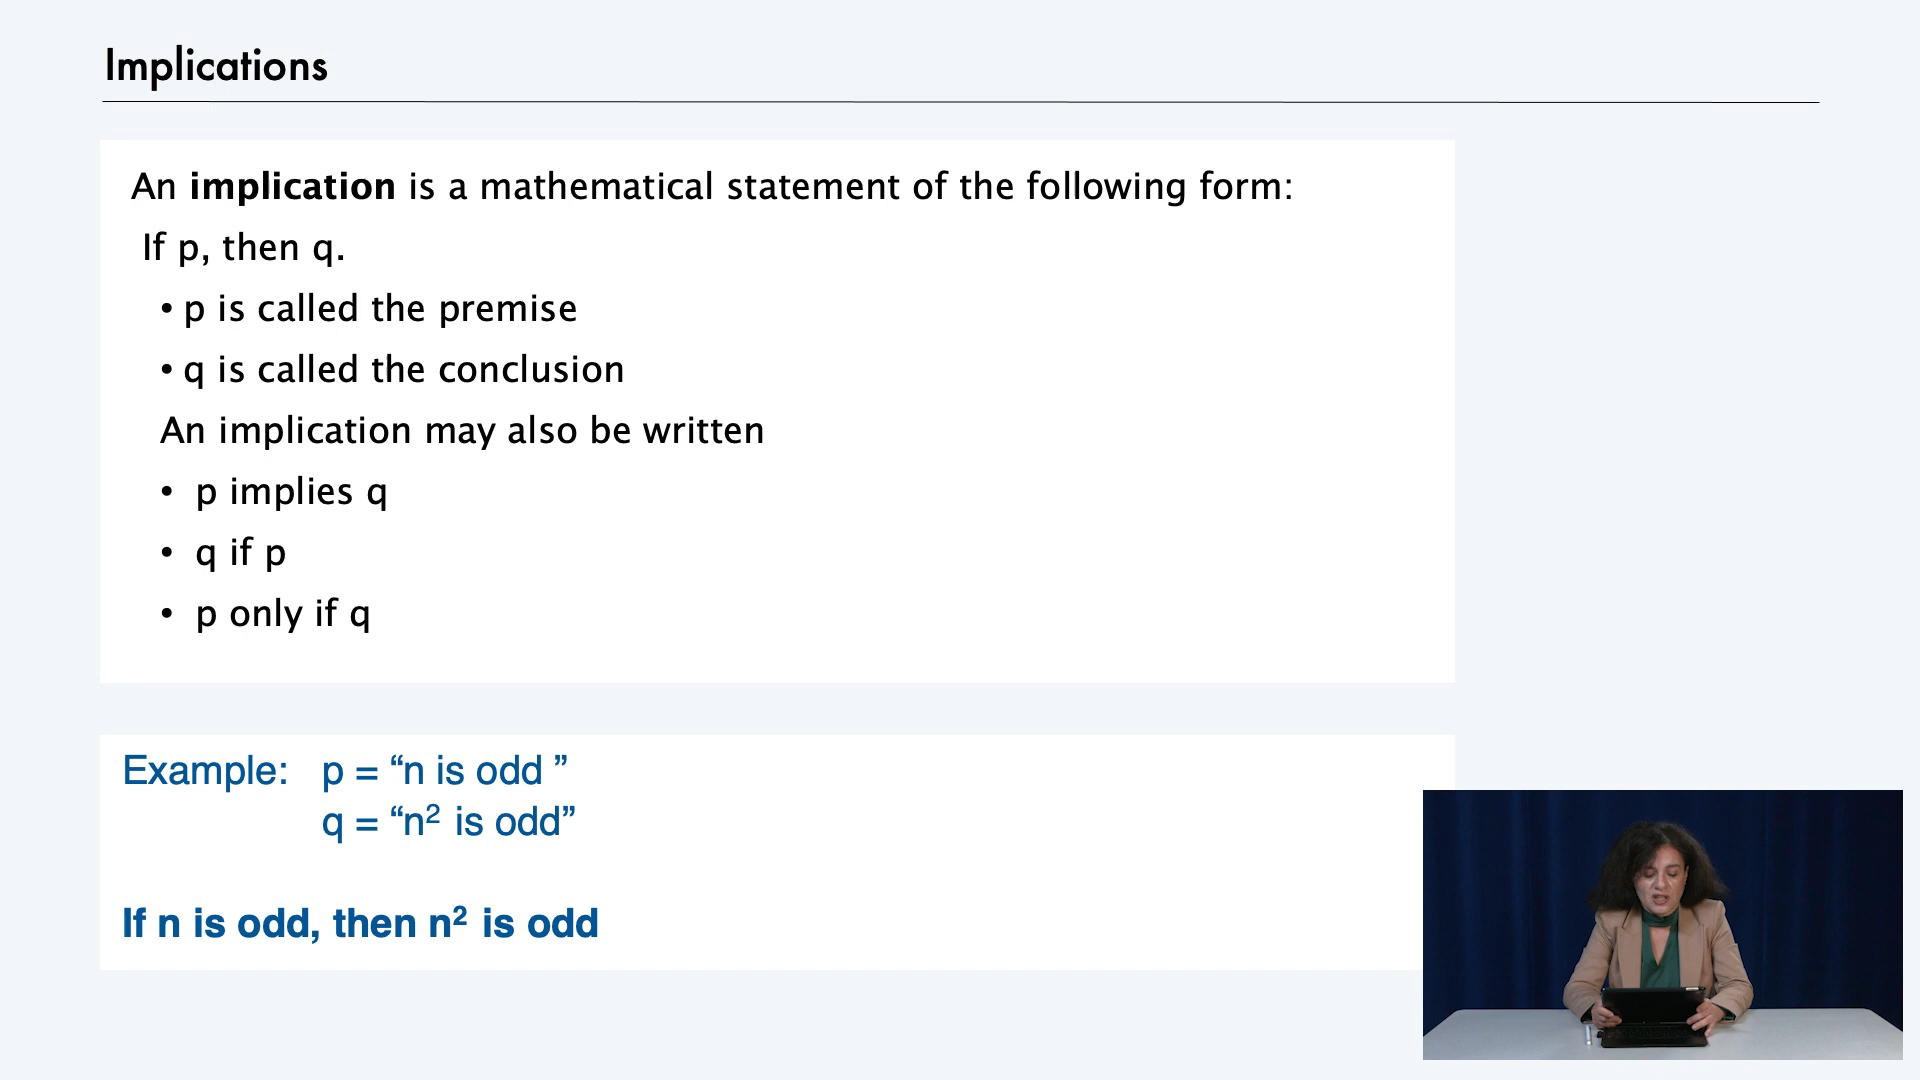 Implications
An implication is a mathematical statement of the following form:
If p, then q.
• p is called the premise
• q is called the conclusion
An implication may also be written
• p implies q
• q if p
• p only if q
Example: p = “n is odd ”
q = “n² is odd”
If n is odd, then n² is odd